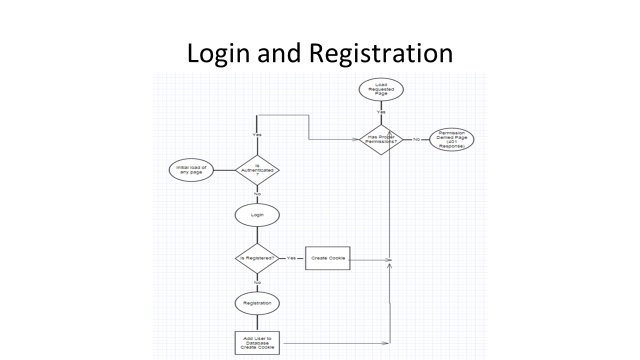 Login and Registration
Load
Requested
Page
Yes
Yes
Has Proper
Permissions?
No
Permission
Denied Page
(401
Response)
Initial load of
any page
Is
Authenticated
?
No
Login
Is Registered?
Yes
Create Cookie
No
Registration
Add User to
Database
Create Cookie